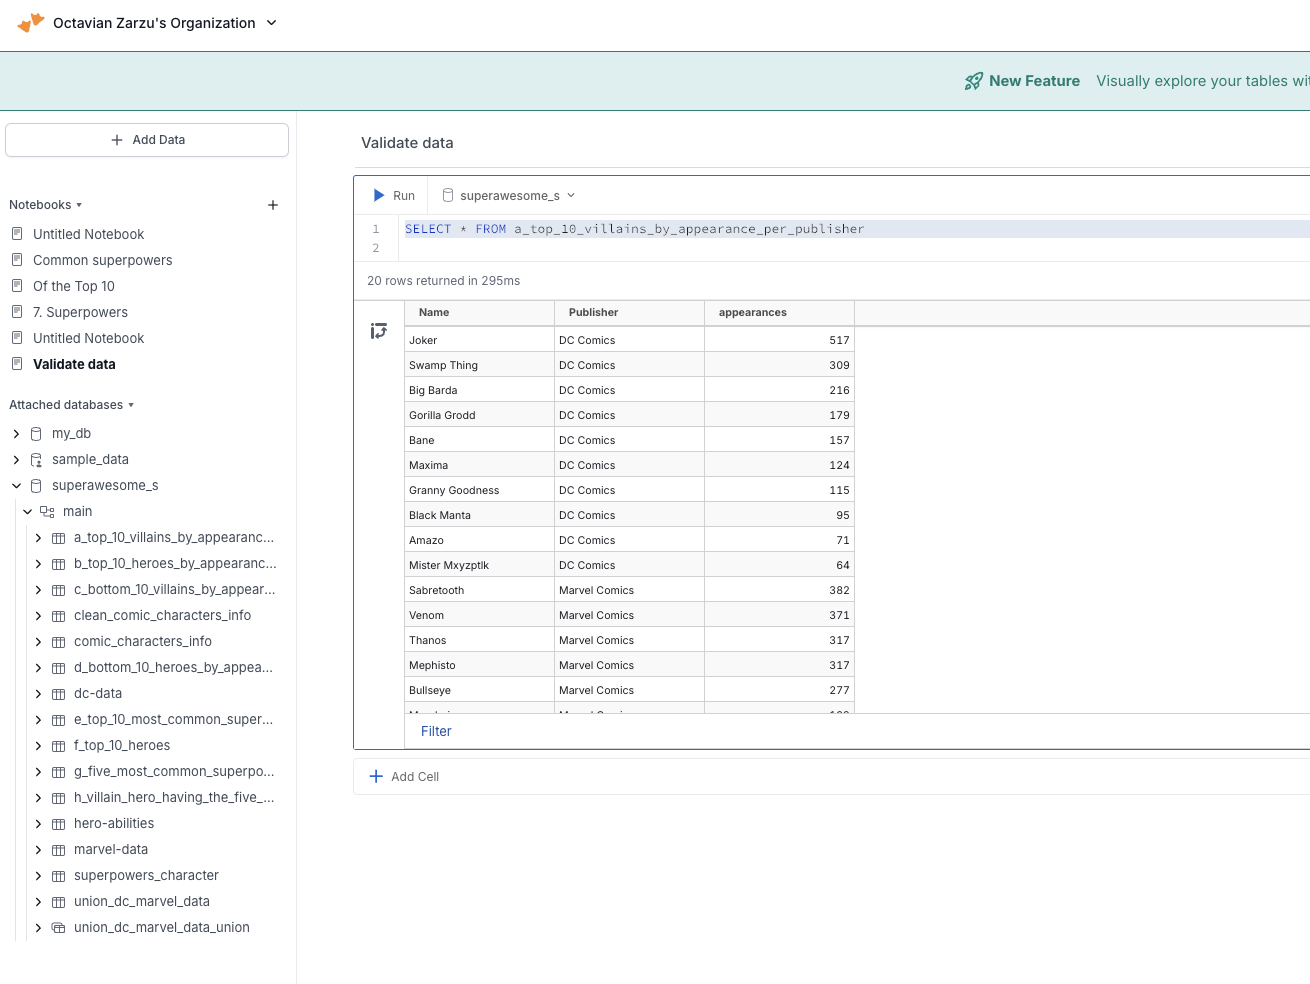 Octavian Zarzu's Organization
New Feature Visually explore your tables
Add Data
Notebooks
Untitled Notebook
Common superpowers
Of the Top 10
7. Superpowers
Untitled Notebook
Validate data
Attached databases
my_db
sample_data
superawesome_s
main
a_top_10_villains_by_appearanc...
b_top_10_heroes_by_appearanc...
c_bottom_10_villains_by_appear...
clean_comic_characters_info
comic_characters_info
d_bottom_10_heroes_by_appea...
dc-data
e_top_10_most_common_super...
f_top_10_heroes
g_five_most_common_superpo...
h_villain_hero_having_the_five_...
hero-abilities
marvel-data
superpowers_character
union_dc_marvel_data
union_dc_marvel_data_union
Validate data
Run superawesome_s
1 SELECT * FROM a_top_10_villains_by_appearance_per_publisher
2
20 rows returned in 295ms
Name Publisher appearances
Joker DC Comics 517
Swamp Thing DC Comics 309
Big Barda DC Comics 216
Gorilla Grodd DC Comics 179
Bane DC Comics 157
Maxima DC Comics 124
Granny Goodness DC Comics 115
Black Manta DC Comics 95
Amazo DC Comics 71
Mister Mxyzptlk DC Comics 64
Sabretooth Marvel Comics 382
Venom Marvel Comics 371
Thanos Marvel Comics 317
Mephisto Marvel Comics 317
Bullseye Marvel Comics 277
Filter
Add Cell